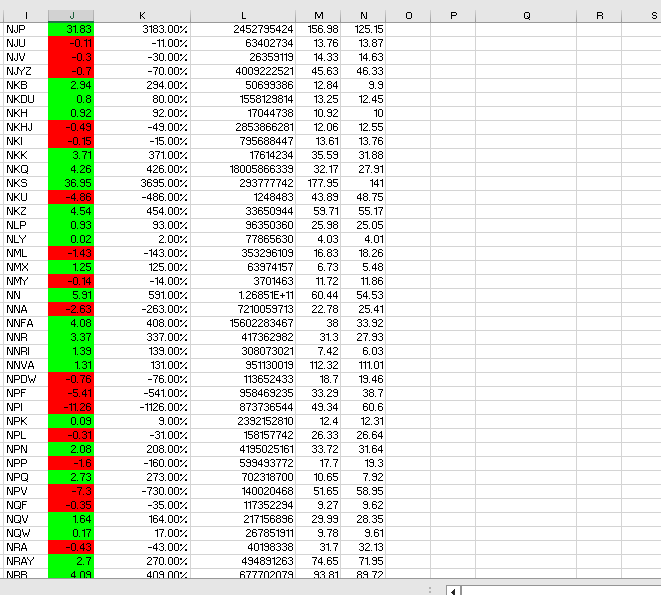 I J K L M N O P Q R S
NJP 31.83 3183.00% 2452795424 156.98 125.15
NJU -0.11 -11.00% 63402734 13.76 13.87
NJV -0.3 -30.00% 26359119 14.33 14.63
NJYZ -0.7 -70.00% 4009222521 45.63 46.33
NKB 2.94 294.00% 50699386 12.84 9.9
NKDU 0.8 80.00% 1558129814 13.25 12.45
NKH 0.92 92.00% 17044738 10.92 10
NKHJ -0.49 -49.00% 2853866281 12.06 12.55
NKI -0.15 -15.00% 795688447 13.61 13.76
NKK 3.71 371.00% 17614234 35.59 31.88
NKQ 4.26 426.00% 18005866339 32.17 27.91
NKS 36.95 3695.00% 293777742 177.95 141
NKU -4.86 -486.00% 1248483 43.89 48.75
NKZ 4.54 454.00% 33650944 59.71 55.17
NLP 0.93 93.00% 96350360 25.98 25.05
NLY 0.02 2.00% 77865630 4.03 4.01
NML -1.43 -143.00% 353296109 16.83 18.26
NMX 1.25 125.00% 63974157 6.73 5.48
NMY -0.14 -14.00% 3701463 11.72 11.86
NN 5.91 591.00% 1.26851E+11 60.44 54.53
NNA -2.63 -263.00% 7210059713 22.78 25.41
NNFA 4.08 408.00% 15602283467 38 33.92
NNR 3.37 337.00% 417362982 31.3 27.93
NNRI 1.39 139.00% 308073021 7.42 6.03
NNVA 1.31 131.00% 951130019 112.32 111.01
NPDW -0.76 -76.00% 113652433 18.7 19.46
NPF -5.41 -541.00% 958469235 33.29 38.7
NPI -11.26 -1126.00% 873736544 49.34 60.6
NPK 0.09 9.00% 2392152810 12.4 12.31
NPL -0.31 -31.00% 158157742 26.33 26.64
NPN 2.08 208.00% 4195025161 33.72 31.64
NPP -1.6 -160.00% 599493772 17.7 19.3
NPQ 2.73 273.00% 702318700 10.65 7.92
NPV -7.3 -730.00% 140020468 51.65 58.95
NQF -0.35 -35.00% 117352294 9.27 9.62
NQV 1.64 164.00% 217156896 29.99 28.35
NQW 0.17 17.00% 267851911 9.78 9.61
NRA -0.43 -43.00% 40198338 31.7 32.13
NRAY 2.7 270.00% 494891263 74.65 71.95
NRB 4.09 409.00% 677702079 93.81 89.72